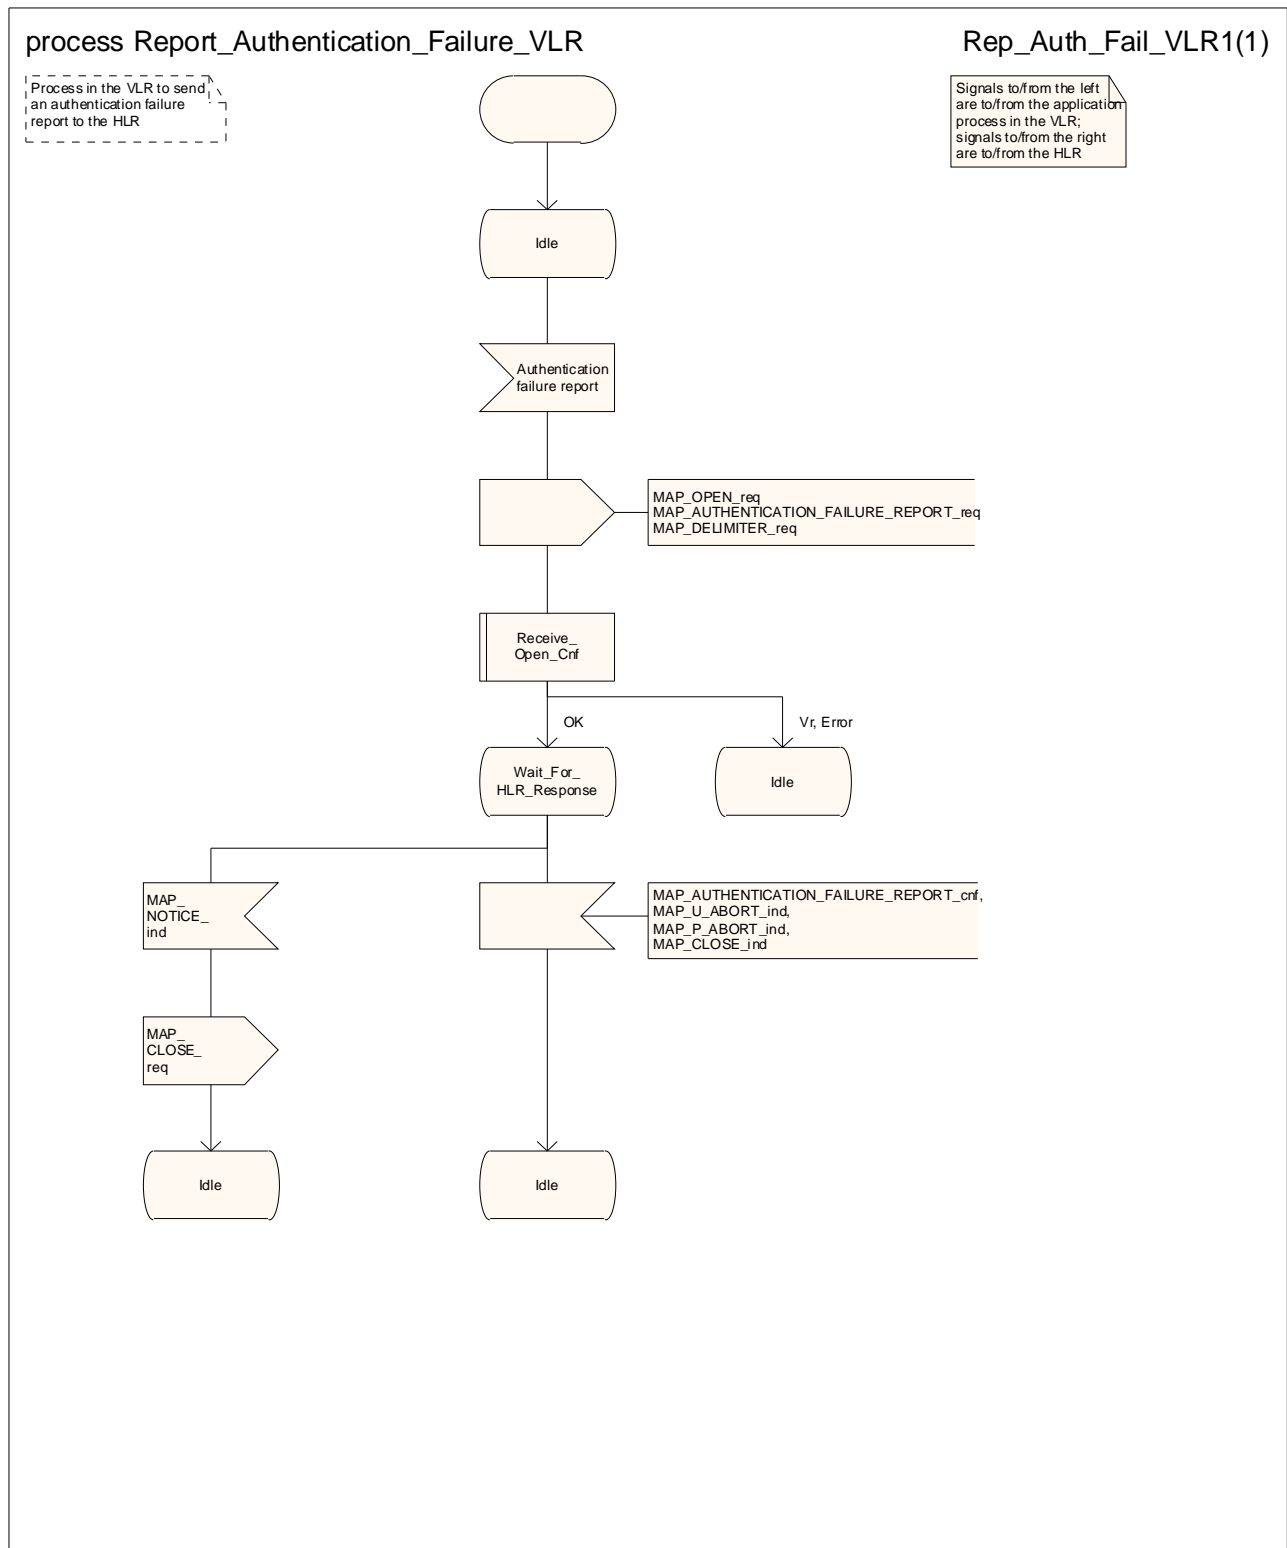 process Report_Authentication_Failure_VLR
Rep_Auth_Fail_VLR1(1)
Process in the VLR to send
an authentication failure
report to the HLR
Signals to/from the left
are to/from the application
process in the VLR;
signals to/from the right
are to/from the HLR
Idle
Authentication
failure report
MAP_OPEN_req
MAP_AUTHENTICATION_FAILURE_REPORT_req
MAP_DELIMITER_req
Receive_
Open_Cnf
OK
Vr, Error
Wait_For_
HLR_Response
Idle
MAP_
NOTICE_
ind
MAP_AUTHENTICATION_FAILURE_REPORT_cnf,
MAP_U_ABORT_ind,
MAP_P_ABORT_ind,
MAP_CLOSE_ind
MAP_
CLOSE_
req
Idle
Idle